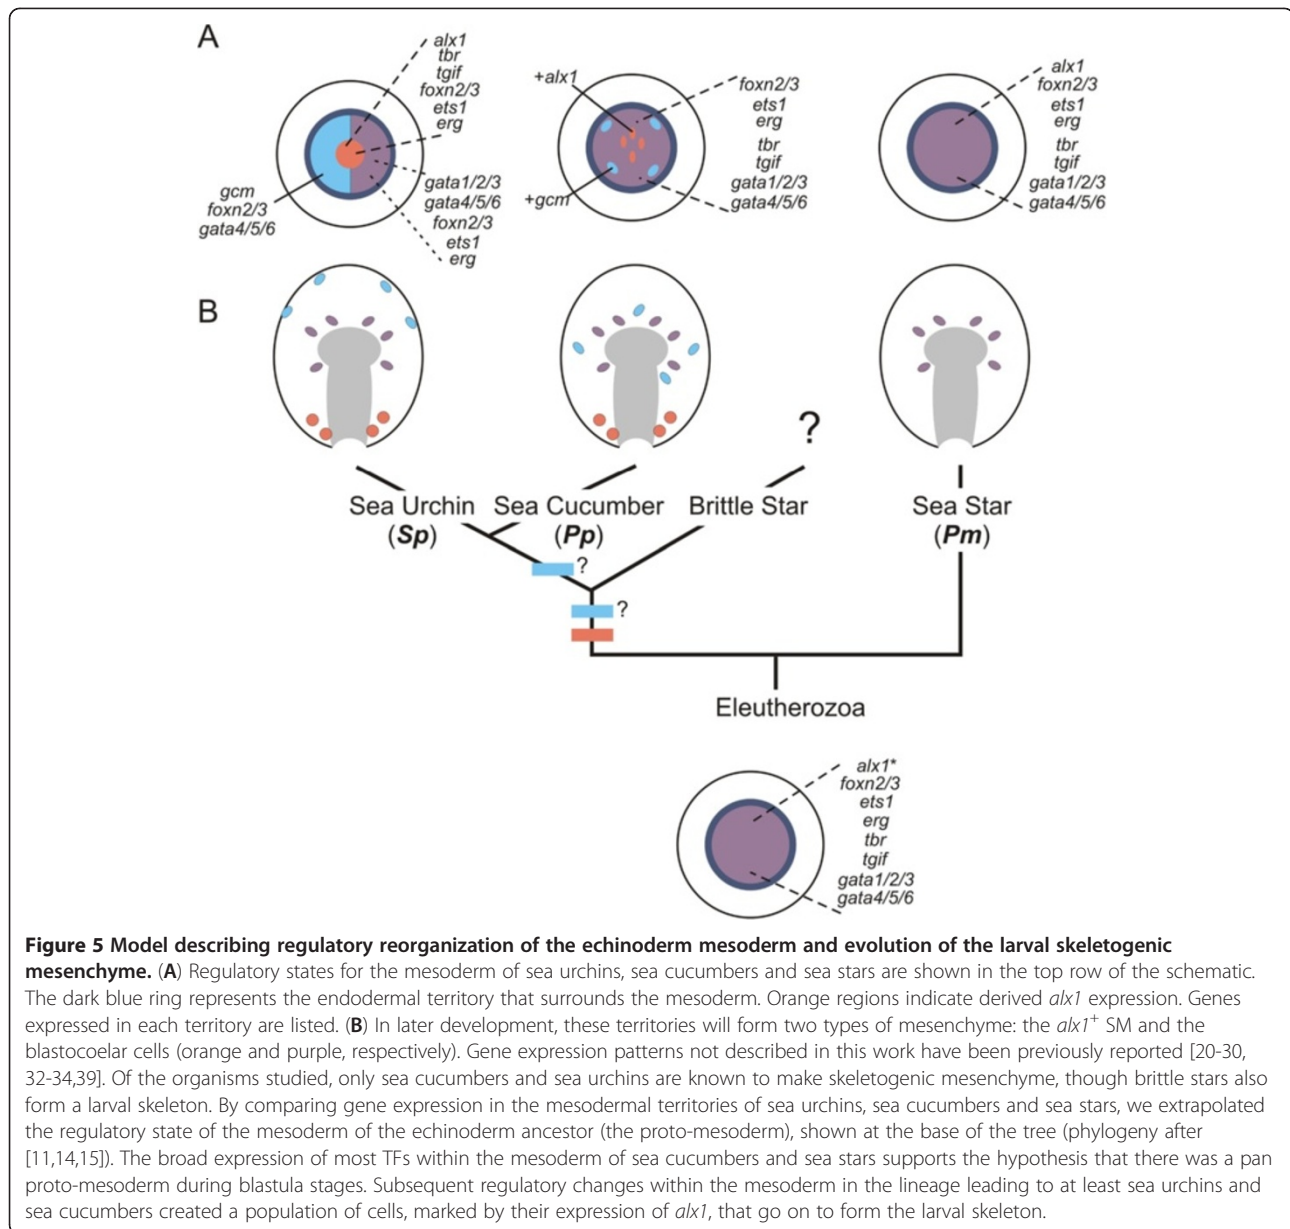 A
alx1
tbr
tgif
foxn2/3
ets1
erg
gcm
foxn2/3
gata4/5/6
gata1/2/3
gata4/5/6
foxn2/3
ets1
erg
+alx1
+gcm
foxn2/3
ets1
erg
tbr
tgif
gata1/2/3
gata4/5/6
alx1
foxn2/3
ets1
erg
tbr
tgif
gata1/2/3
gata4/5/6
B
?
Sea Urchin
(Sp)
Sea Cucumber
(Pp)
Brittle Star
Sea Star
(Pm)
?
?
Eleutherozoa
alx1*
foxn2/3
ets1
erg
tbr
tgif
gata1/2/3
gata4/5/6
Figure 5 Model describing regulatory reorganization of the echinoderm mesoderm and evolution of the larval skeletogenic
mesenchyme. (A) Regulatory states for the mesoderm of sea urchins, sea cucumbers and sea stars are shown in the top row of the schematic.
The dark blue ring represents the endodermal territory that surrounds the mesoderm. Orange regions indicate derived alx1 expression. Genes
expressed in each territory are listed. (B) In later development, these territories will form two types of mesenchyme: the alx1+ SM and the
blastocoelar cells (orange and purple, respectively). Gene expression patterns not described in this work have been previously reported [20-30,
32-34,39]. Of the organisms studied, only sea cucumbers and sea urchins are known to make skeletogenic mesenchyme, though brittle stars also
form a larval skeleton. By comparing gene expression in the mesodermal territories of sea urchins, sea cucumbers and sea stars, we extrapolated
the regulatory state of the mesoderm of the echinoderm ancestor (the proto-mesoderm), shown at the base of the tree (phylogeny after
[11,14,15]). The broad expression of most TFs within the mesoderm of sea cucumbers and sea stars supports the hypothesis that there was a pan
proto-mesoderm during blastula stages. Subsequent regulatory changes within the mesoderm in the lineage leading to at least sea urchins and
sea cucumbers created a population of cells, marked by their expression of alx1, that go on to form the larval skeleton.